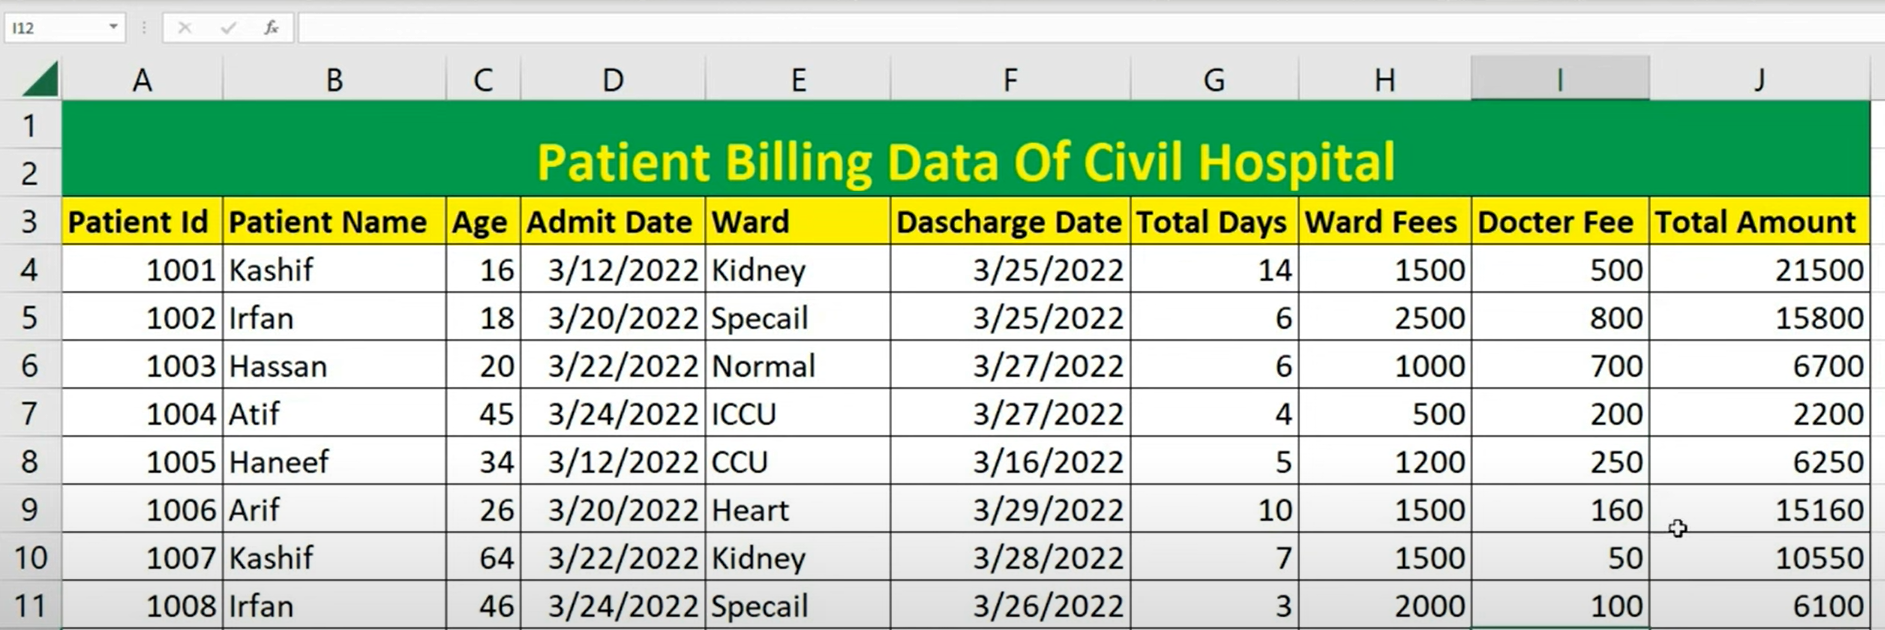 I12 fx
A B C D E F G H I J
1
Patient Billing Data Of Civil Hospital
2
3 Patient Id Patient Name Age Admit Date Ward Dascharge Date Total Days Ward Fees Docter Fee Total Amount
4 1001 Kashif 16 3/12/2022 Kidney 3/25/2022 14 1500 500 21500
5 1002 Irfan 18 3/20/2022 Specail 3/25/2022 6 2500 800 15800
6 1003 Hassan 20 3/22/2022 Normal 3/27/2022 6 1000 700 6700
7 1004 Atif 45 3/24/2022 ICCU 3/27/2022 4 500 200 2200
8 1005 Haneef 34 3/12/2022 CCU 3/16/2022 5 1200 250 6250
9 1006 Arif 26 3/20/2022 Heart 3/29/2022 10 1500 160 15160
10 1007 Kashif 64 3/22/2022 Kidney 3/28/2022 7 1500 50 10550
11 1008 Irfan 46 3/24/2022 Specail 3/26/2022 3 2000 100 6100